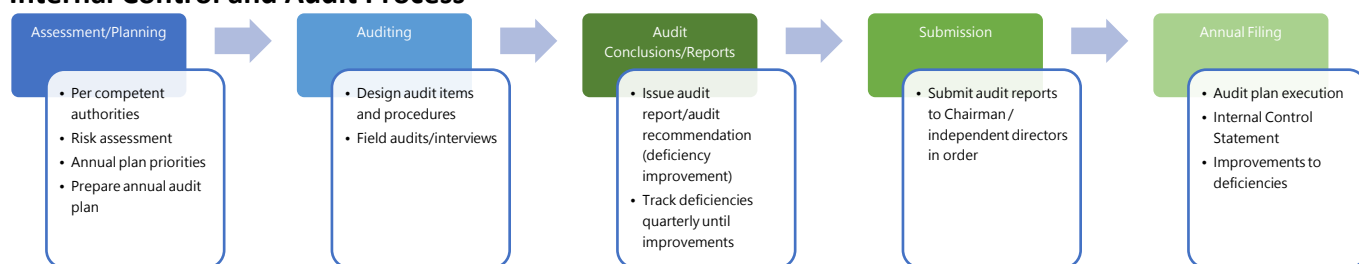 Internal Control and Audit Process
Assessment/Planning
• Per competent
authorities
• Risk assessment
• Annual plan priorities
• Prepare annual audit
plan
Auditing
• Design audit items
and procedures
• Field audits/interviews
Audit
Conclusions/Reports
• Issue audit
report/audit
recommendation
(deficiency
improvement)
• Track deficiencies
quarterly until
improvements
Submission
• Submit audit reports
to Chairman /
independent directors
in order
Annual Filing
• Audit plan execution
• Internal Control
Statement
• Improvements to
deficiencies